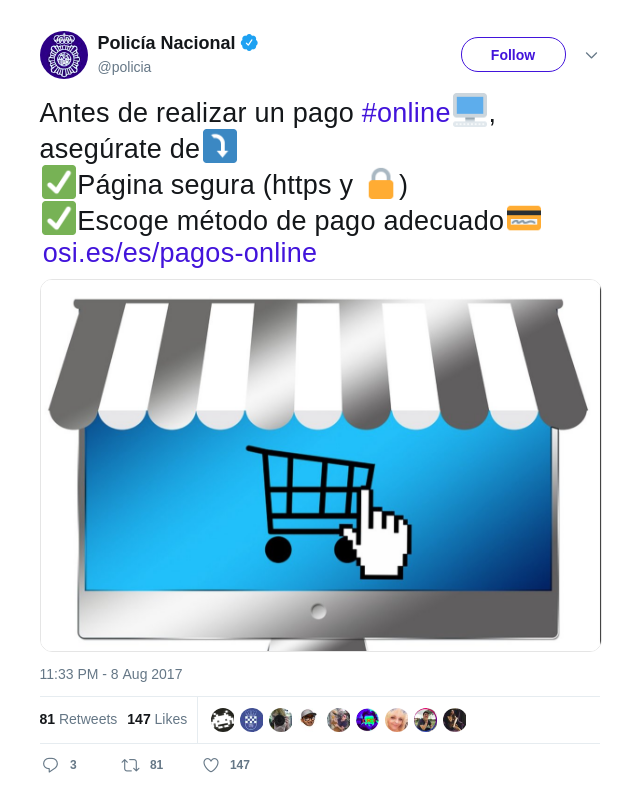 Policía Nacional
@policia
Follow
Antes de realizar un pago #online🖥,
asegúrate de⤵
✅Página segura (https y 🔒)
✅Escoge método de pago adecuado💳
osi.es/es/pagos-online
11:33 PM - 8 Aug 2017
81 Retweets 147 Likes
3 81 147